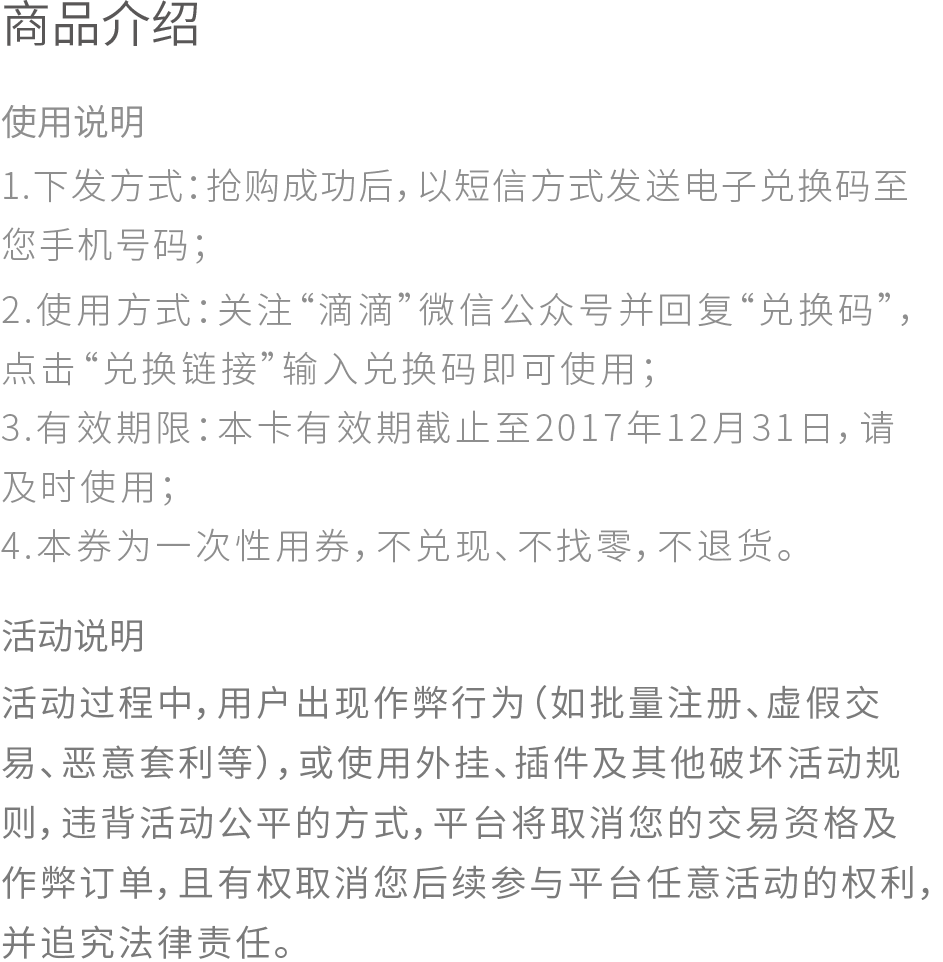 商品介绍
使用说明
1.下发方式：抢购成功后，以短信方式发送电子兑换码至
您手机号码；
2.使用方式：关注“滴滴”微信公众号并回复“兑换码”，
点击“兑换链接”输入兑换码即可使用；
3.有效期限：本卡有效期截止至2017年12月31日，请
及时使用；
4.本券为一次性用券，不兑现、不找零，不退货。
活动说明
活动过程中，用户出现作弊行为（如批量注册、虚假交
易、恶意套利等），或使用外挂、插件及其他破坏活动规
则，违背活动公平的方式，平台将取消您的交易资格及
作弊订单，且有权取消您后续参与平台任意活动的权利，
并追究法律责任。